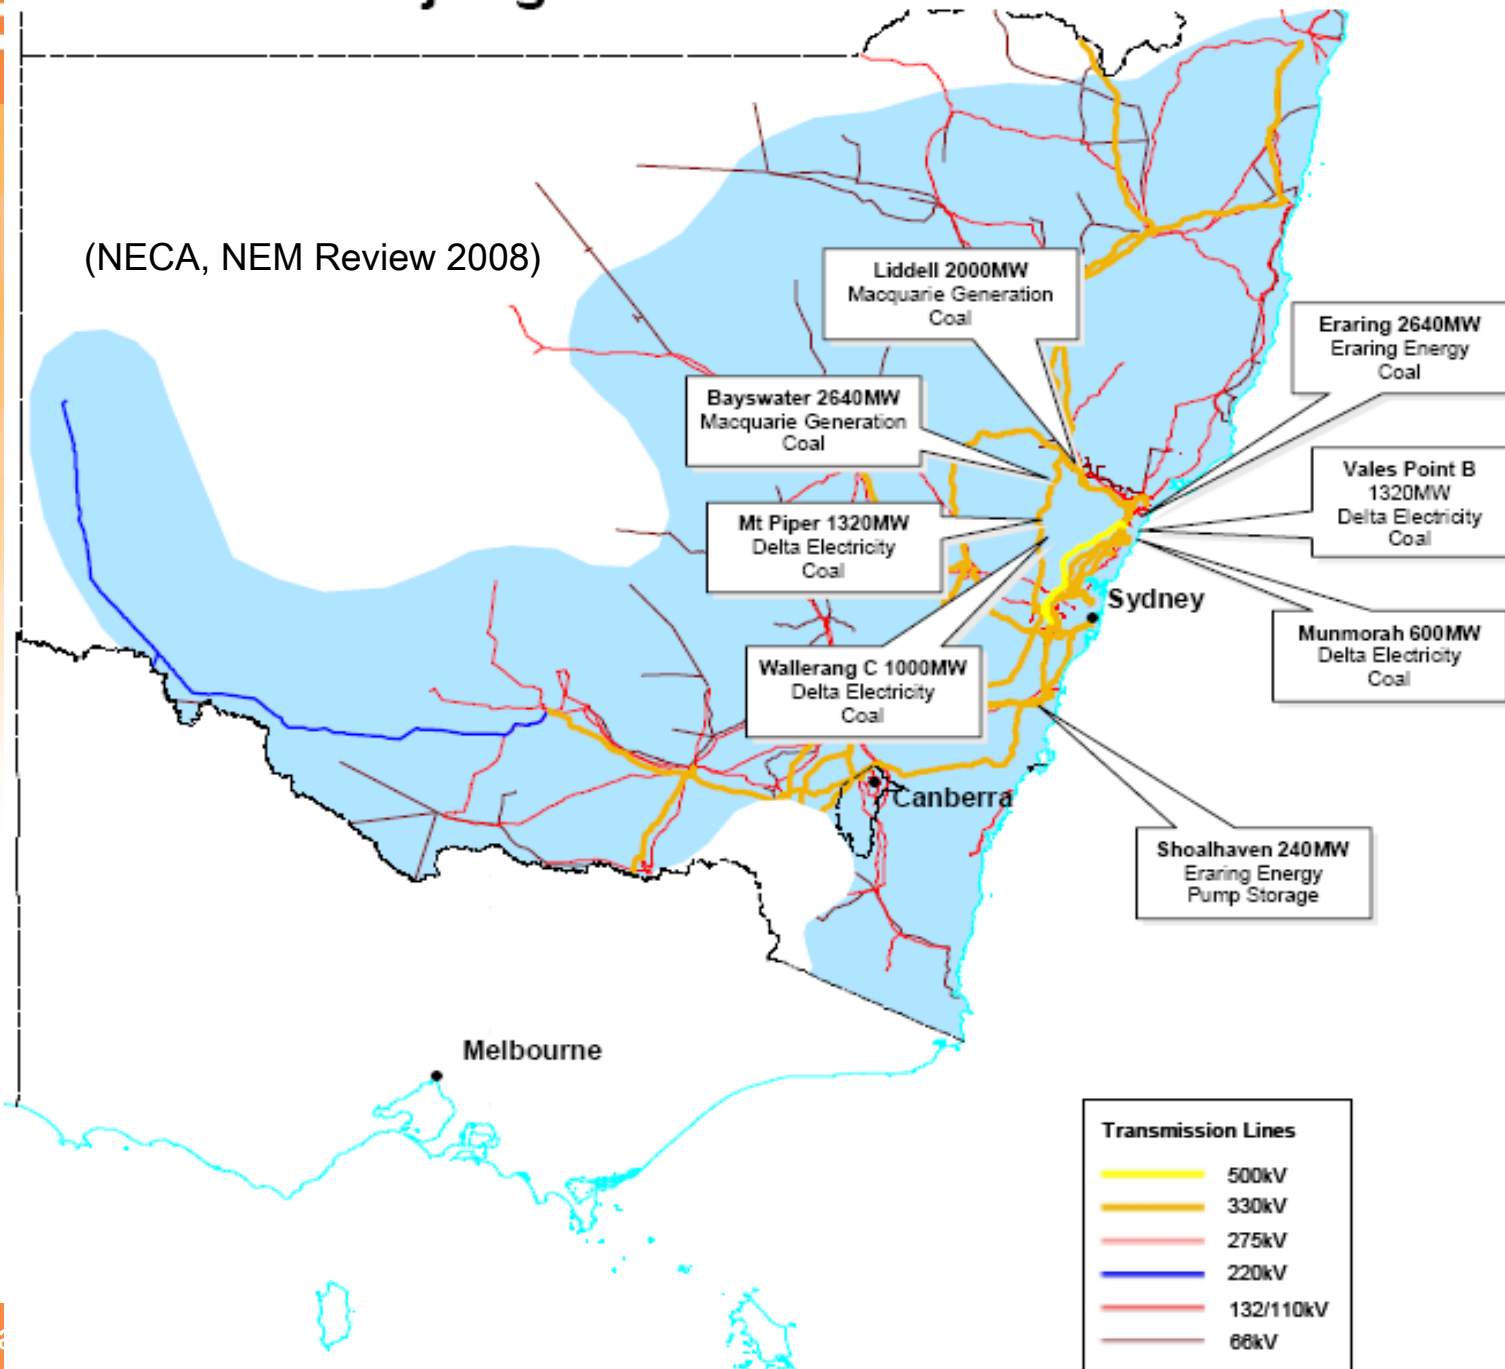 (NECA, NEM Review 2008)
Liddell 2000MW
Macquarie Generation
Coal
Eraring 2640MW
Eraring Energy
Coal
Bayswater 2640MW
Macquarie Generation
Coal
Vales Point B
1320MW
Delta Electricity
Coal
Mt Piper 1320MW
Delta Electricity
Coal
Sydney
Munmorah 600MW
Delta Electricity
Coal
Wallerang C 1000MW
Delta Electricity
Coal
Canberra
Shoalhaven 240MW
Eraring Energy
Pump Storage
Melbourne
Transmission Lines
500kV
330kV
275kV
220kV
132/110kV
66kV